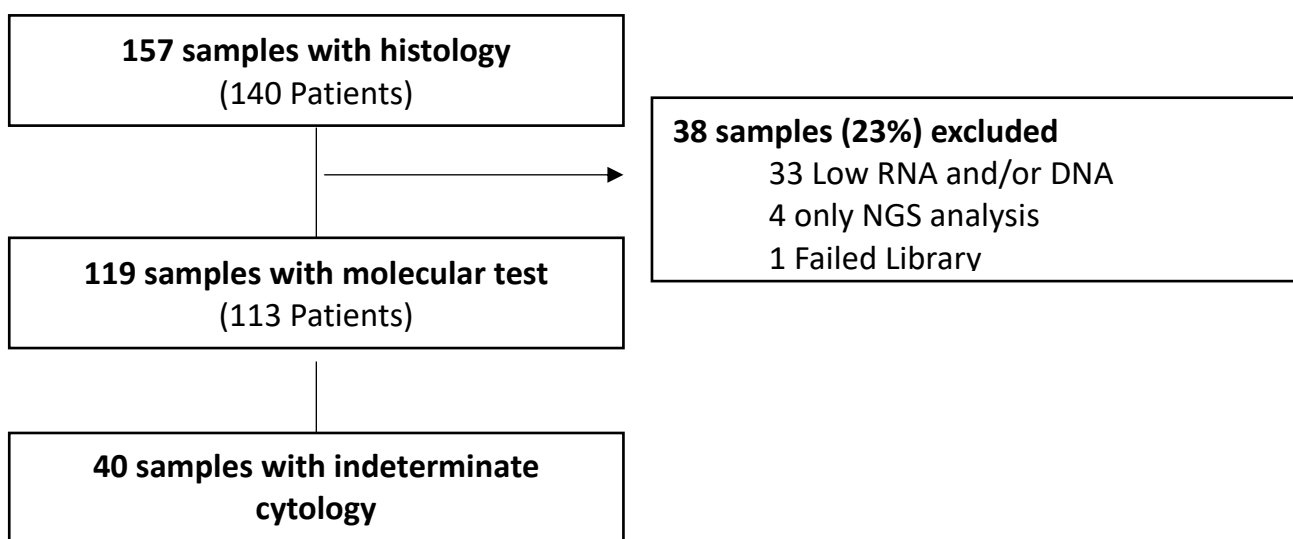 157 samples with histology
(140 Patients)
38 samples (23%) excluded
33 Low RNA and/or DNA
4 only NGS analysis
1 Failed Library
119 samples with molecular test
(113 Patients)
40 samples with indeterminate
cytology